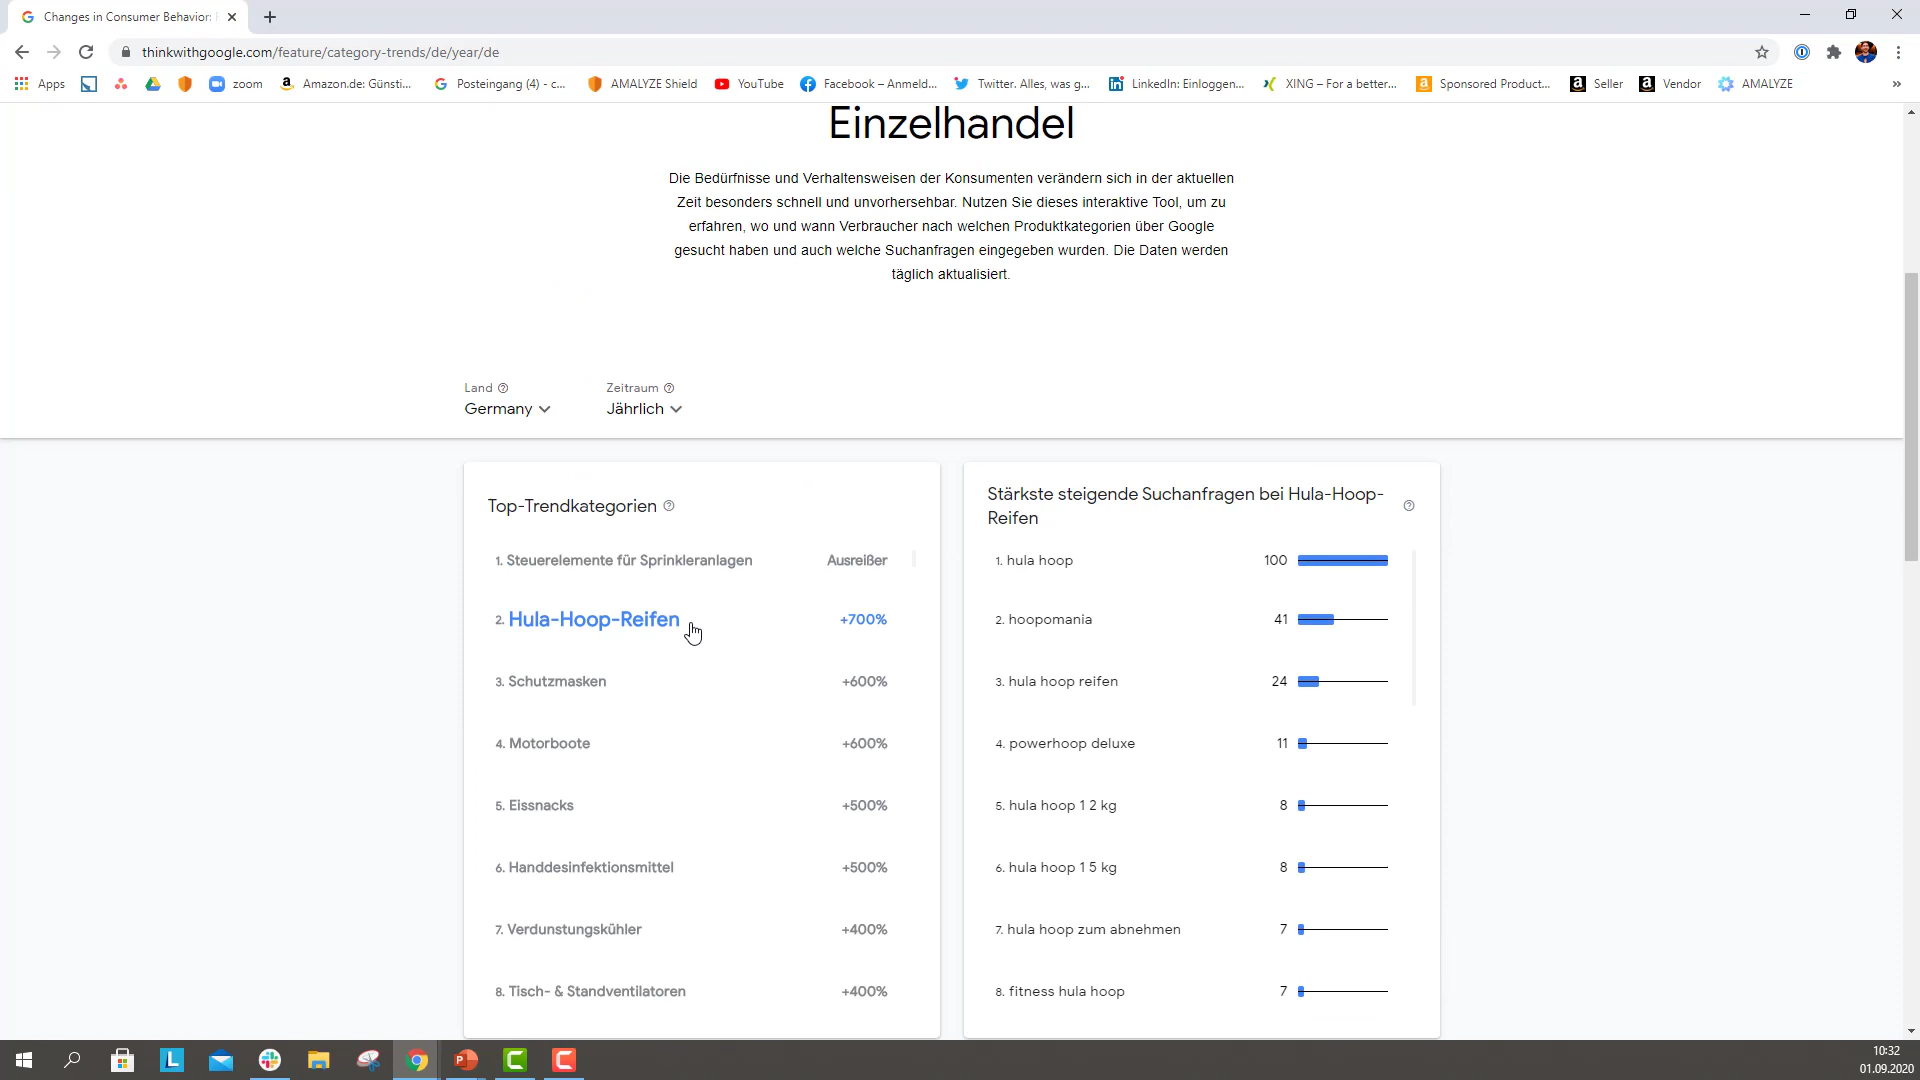 Changes in Consumer Behavior:
thinkwithgoogle.com/feature/category-trends/de/year/de
Apps
zoom
Amazon.de: Günsti...
Posteingang (4) - c...
AMALYZE Shield
YouTube
Facebook – Anmeld...
Twitter. Alles, was g...
LinkedIn: Einloggen...
XING – For a better...
Sponsored Product...
Seller
Vendor
AMALYZE
»
Einzelhandel
Die Bedürfnisse und Verhaltensweisen der Konsumenten verändern sich in der aktuellen
Zeit besonders schnell und unvorhersehbar. Nutzen Sie dieses interaktive Tool, um zu
erfahren, wo und wann Verbraucher nach welchen Produktkategorien über Google
gesucht haben und auch welche Suchanfragen eingegeben wurden. Die Daten werden
täglich aktualisiert.
Land
Germany
Zeitraum
Jährlich
Top-Trendkategorien
1. Steuerelemente für Sprinkleranlagen Ausreißer
2. Hula-Hoop-Reifen +700%
3. Schutzmasken +600%
4. Motorboote +600%
5. Eissnacks +500%
6. Handdesinfektionsmittel +500%
7. Verdunstungskühler +400%
8. Tisch- & Standventilatoren +400%
Stärkste steigende Suchanfragen bei Hula-Hoop-
Reifen
1. hula hoop 100
2. hoopomania 41
3. hula hoop reifen 24
4. powerhoop deluxe 11
5. hula hoop 1 2 kg 8
6. hula hoop 1 5 kg 8
7. hula hoop zum abnehmen 7
8. fitness hula hoop 7
10:32
01.09.2020